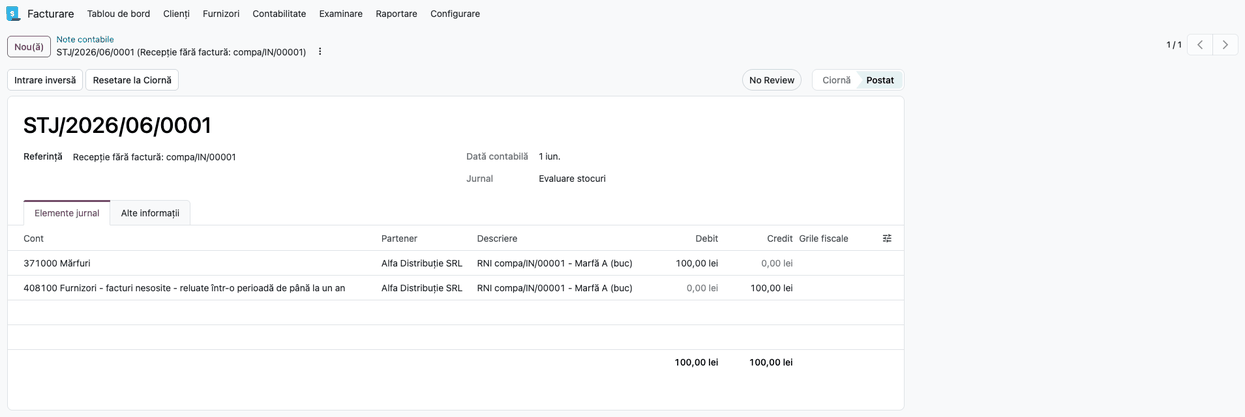 Facturare Tablou de bord Clienți Furnizori Contabilitate Examinare Raportare Configurare
Nou(ă) Note contabile
STJ/2026/06/0001 (Recepție fără factură: compa/IN/00001)
1 / 1
Intrare inversă Resetare la Ciornă No Review Ciornă Postat
STJ/2026/06/0001
Referință Recepție fără factură: compa/IN/00001 Dată contabilă 1 iun.
Jurnal Evaluare stocuri
Elemente jurnal Alte informații
Cont Partener Descriere Debit Credit Grile fiscale
371000 Mărfuri Alfa Distribuție SRL RNI compa/IN/00001 - Marfă A (buc) 100,00 lei 0,00 lei
408100 Furnizori - facturi nesosite - reluate într-o perioadă de până la un an Alfa Distribuție SRL RNI compa/IN/00001 - Marfă A (buc) 0,00 lei 100,00 lei
100,00 lei 100,00 lei